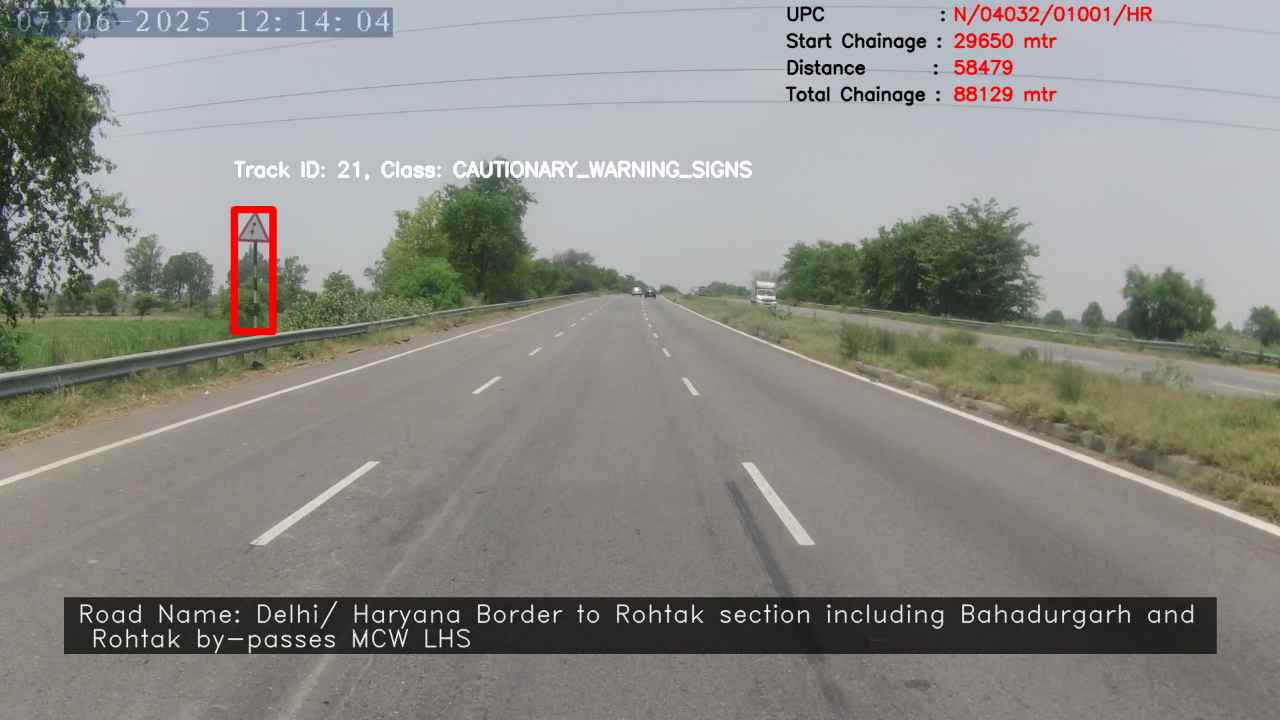 07-06-2025 12:14:04
UPC : N/04032/01001/HR
Start Chainage : 29650 mtr
Distance : 58479
Total Chainage : 88129 mtr
Track ID: 21, Class: CAUTIONARY_WARNING_SIGNS
Road Name: Delhi/ Haryana Border to Rohtak section including Bahadurgarh and
Rohtak by-passes MCW LHS